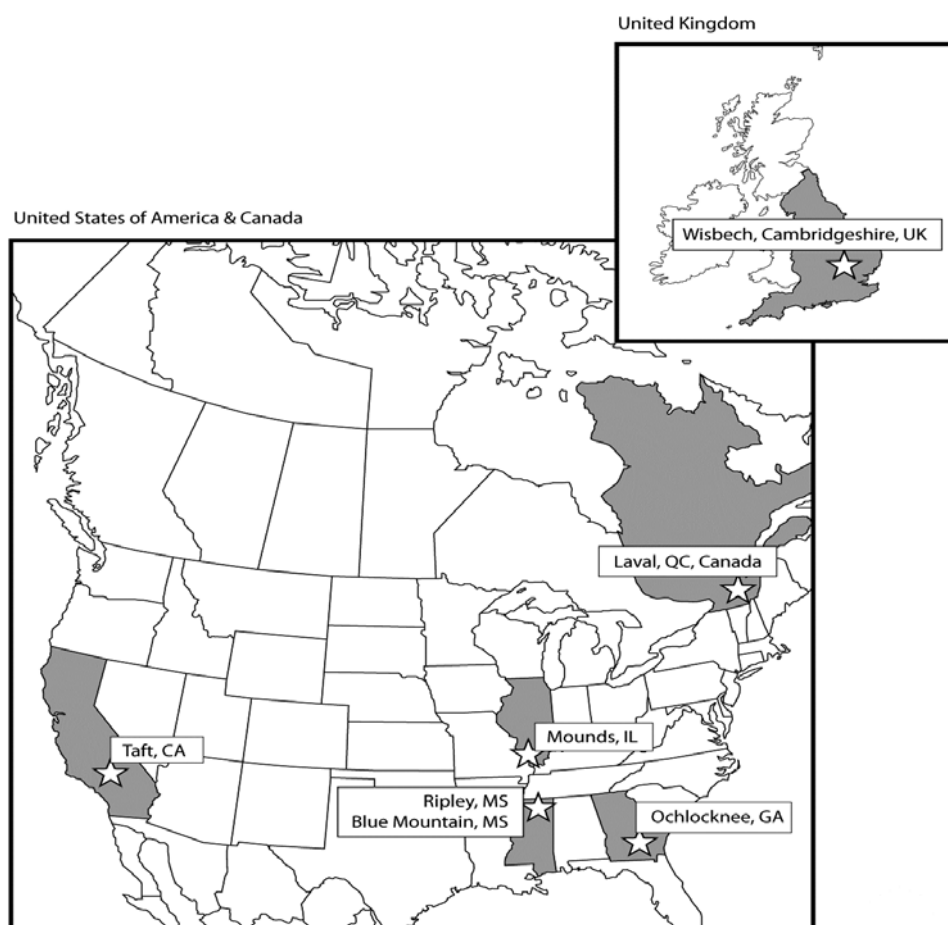 United Kingdom
Wisbech, Cambridgeshire, UK
United States of America & Canada
Laval, QC, Canada
Taft, CA
Mounds, IL
Ripley, MS
Blue Mountain, MS
Ochlocknee, GA